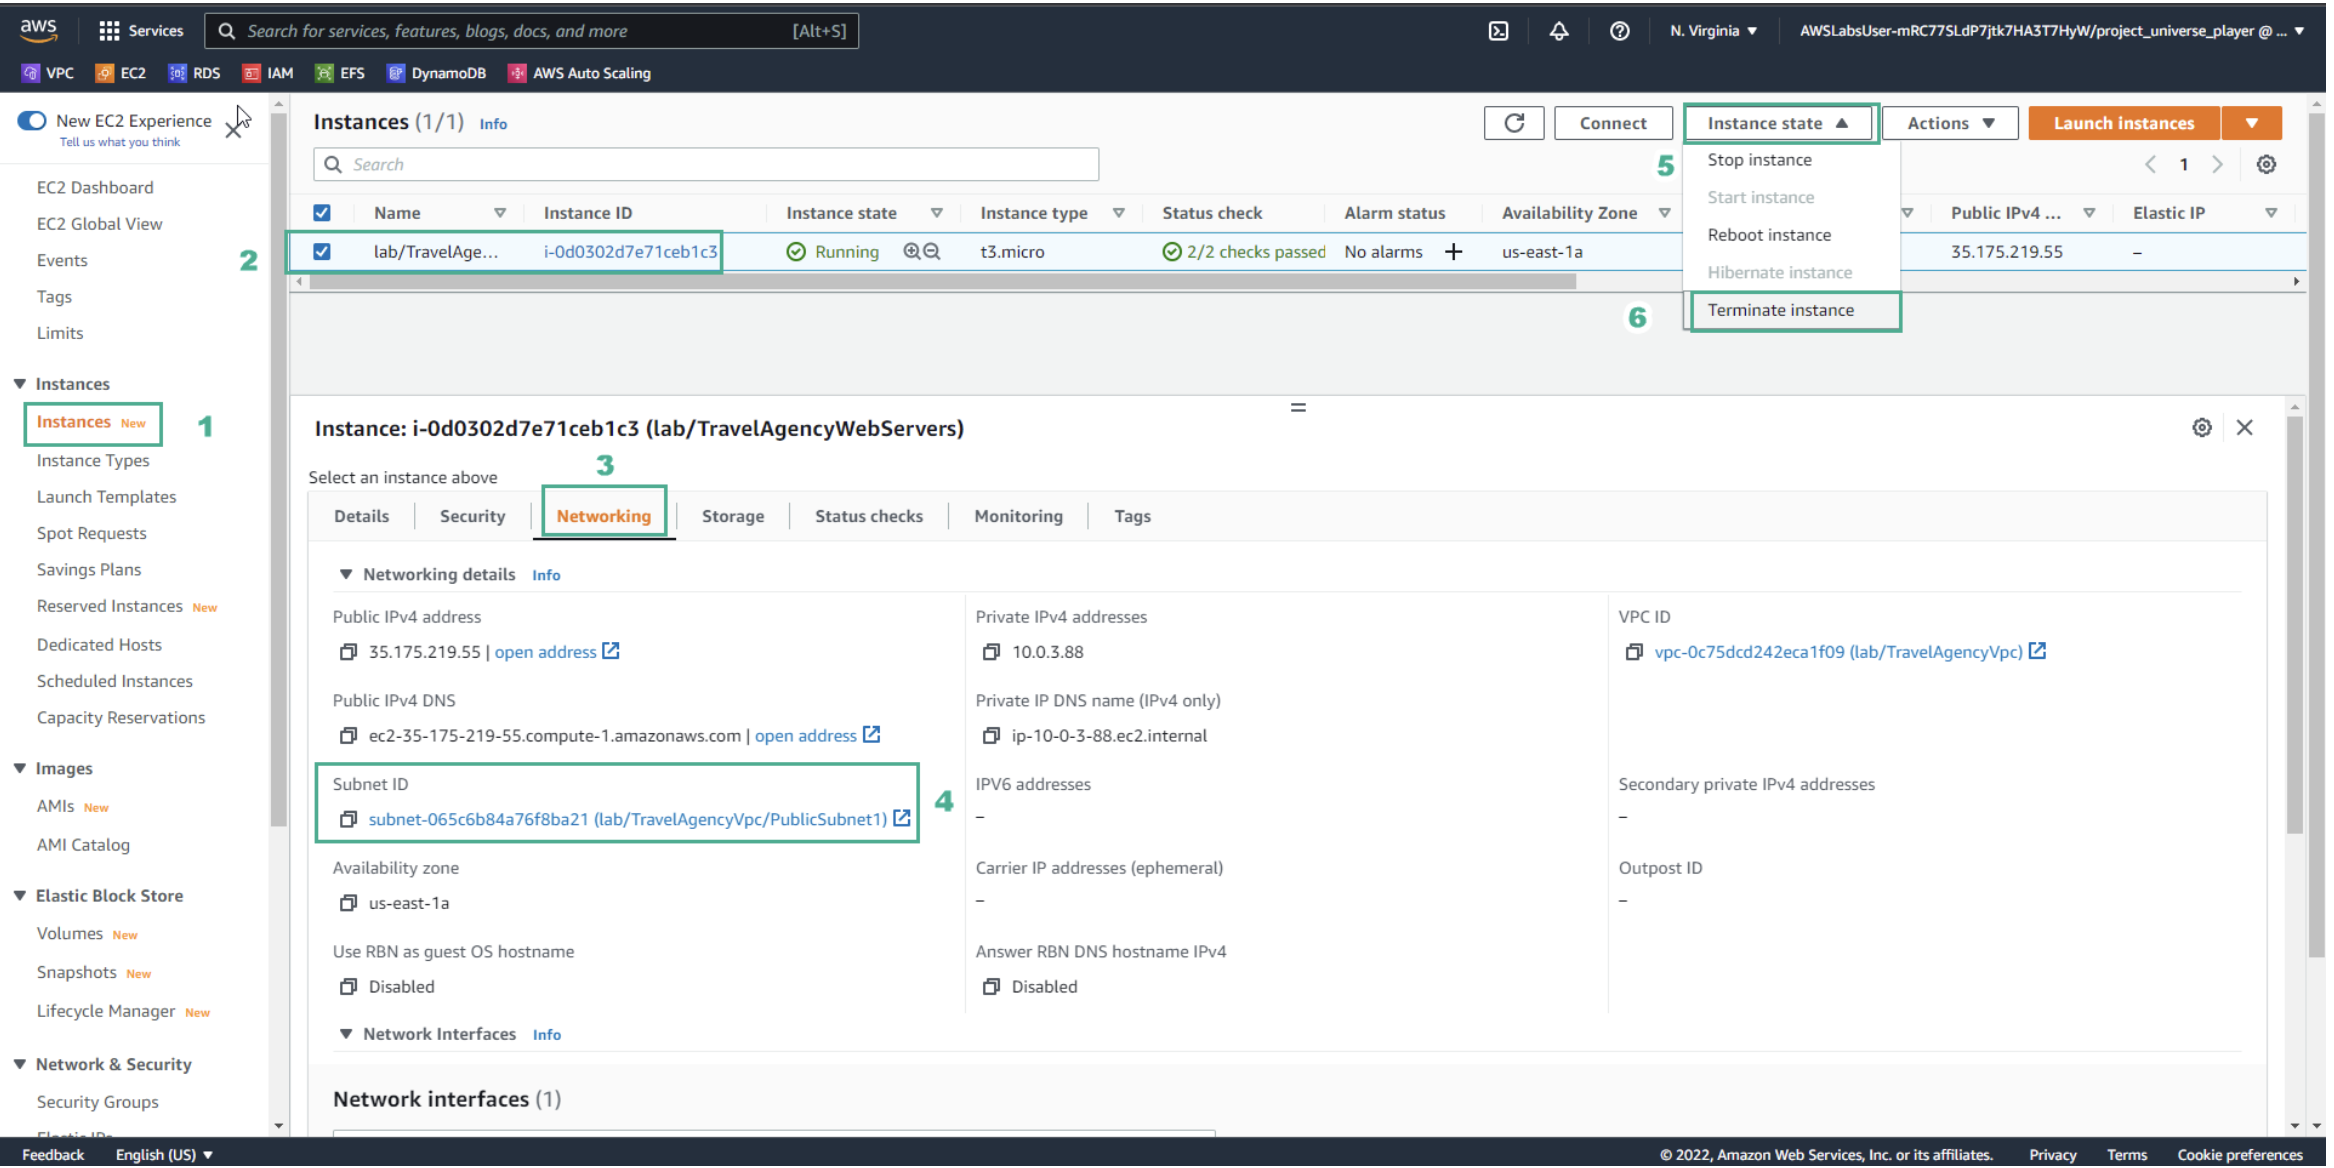 aws
Services
Search for services, features, blogs, docs, and more
[Alt+S]
N. Virginia ▼
AWSLabsUser-mRC77SLdP7jtk7HA3T7HyW/project_universe_player @ ... ▼
VPC
EC2
RDS
IAM
EFS
DynamoDB
AWS Auto Scaling
New EC2 Experience
Tell us what you think
EC2 Dashboard
EC2 Global View
Events
Tags
Limits
Instances
Instances New
1
Instance Types
Launch Templates
Spot Requests
Savings Plans
Reserved Instances New
Dedicated Hosts
Scheduled Instances
Capacity Reservations
Images
AMIs New
AMI Catalog
Elastic Block Store
Volumes New
Snapshots New
Lifecycle Manager New
Network & Security
Security Groups
Elastic IPs
Instances (1/1) Info
Connect
Instance state ▲
Actions ▼
Launch instances
Search
1
5
Stop instance
Start instance
Reboot instance
Hibernate instance
6
Terminate instance
Name
Instance ID
Instance state
Instance type
Status check
Alarm status
Availability Zone
Public IPv4 ...
Elastic IP
2
lab/TravelAge...
i-0d0302d7e71ceb1c3
Running
t3.micro
2/2 checks passed
No alarms +
us-east-1a
35.175.219.55
–
Instance: i-0d0302d7e71ceb1c3 (lab/TravelAgencyWebServers)
Select an instance above
3
Details
Security
Networking
Storage
Status checks
Monitoring
Tags
Networking details Info
Public IPv4 address
35.175.219.55 | open address
Private IPv4 addresses
10.0.3.88
VPC ID
vpc-0c75dcd242eca1f09 (lab/TravelAgencyVpc)
Public IPv4 DNS
ec2-35-175-219-55.compute-1.amazonaws.com | open address
Private IP DNS name (IPv4 only)
ip-10-0-3-88.ec2.internal
Subnet ID
subnet-065c6b84a76f8ba21 (lab/TravelAgencyVpc/PublicSubnet1)
4
IPV6 addresses
–
Secondary private IPv4 addresses
–
Availability zone
us-east-1a
Carrier IP addresses (ephemeral)
–
Outpost ID
–
Use RBN as guest OS hostname
Disabled
Answer RBN DNS hostname IPv4
Disabled
Network Interfaces Info
Network interfaces (1)
Feedback
English (US) ▼
© 2022, Amazon Web Services, Inc. or its affiliates.
Privacy
Terms
Cookie preferences